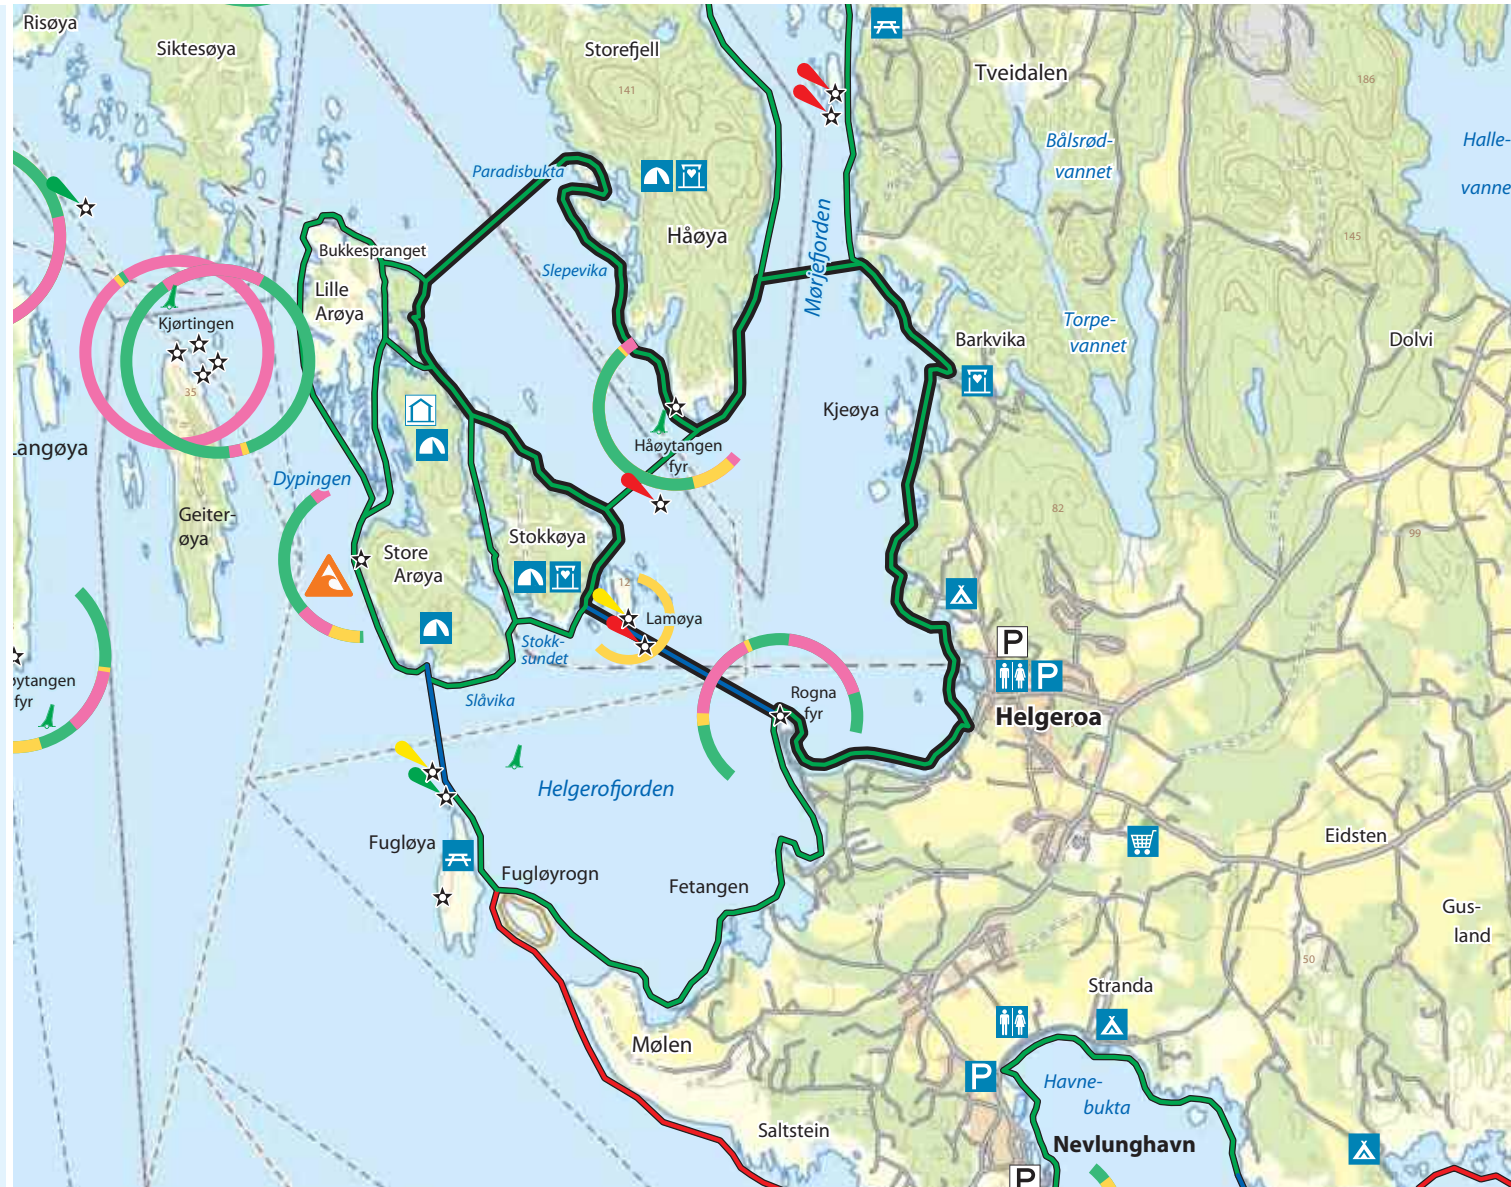 Risøya
Siktesøya
Storefjell
141
Tveidalen
186
Bålsrød-
vannet
Halle-
vanne
Paradisbukta
Håøya
Mørjefjorden
145
Bukkespranget
Slepevika
Lille
Arøya
Kjørtingen
35
Torpe-
vannet
Barkvika
Dolvi
Kjeøya
Langøya
Håøytangen
fyr
Dypingen
Geiter-
øya
82
99
Stokkøya
Store
Arøya
12
Lamøya
Stokk-
sundet
P
P
øytangen
fyr
Slåvika
Rogna
fyr
Helgeroa
Helgerofjorden
Fugløya
Eidsten
Fugløyrogn
Fetangen
Gus-
land
50
Stranda
Mølen
P
Havne-
bukta
Saltstein
Nevlunghavn
P